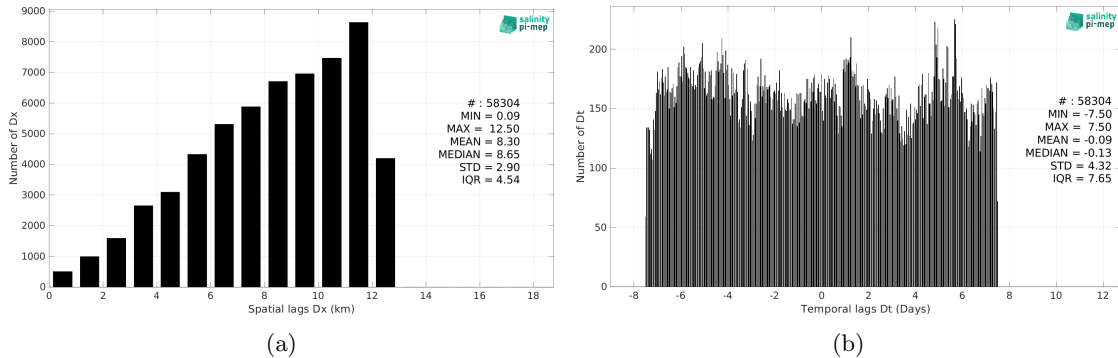 9000
8000
7000
6000
5000
4000
3000
2000
1000
0
Number of Dx
salinity
pi-mep
# : 58304
MIN = 0.09
MAX = 12.50
MEAN = 8.30
MEDIAN = 8.65
STD = 2.90
IQR = 4.54
0 2 4 6 8 10 12 14 16 18
Spatial lags Dx (km)
(a)
200
150
100
50
0
Number of Dt
salinity
pi-mep
# : 58304
MIN = -7.50
MAX = 7.50
MEAN = -0.09
MEDIAN = -0.13
STD = 4.32
IQR = 7.65
-8 -6 -4 -2 0 2 4 6 8 10 12
Temporal lags Dt (Days)
(b)